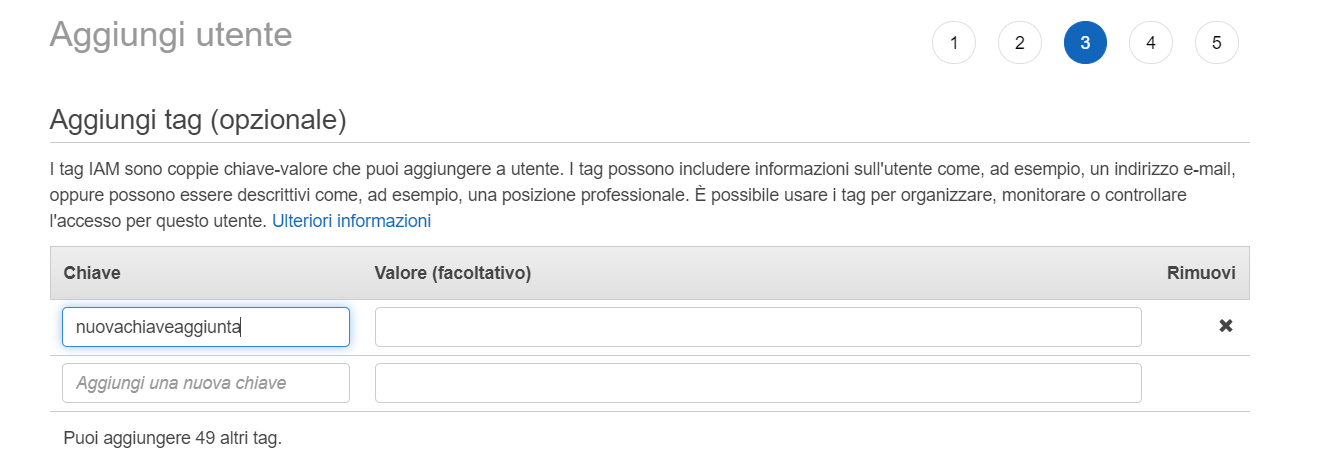 Aggiungi utente
1 2 3 4 5
Aggiungi tag (opzionale)
I tag IAM sono coppie chiave-valore che puoi aggiungere a utente. I tag possono includere informazioni sull'utente come, ad esempio, un indirizzo e-mail,
oppure possono essere descrittivi come, ad esempio, una posizione professionale. È possibile usare i tag per organizzare, monitorare o controllare
l'accesso per questo utente. Ulteriori informazioni
Chiave Valore (facoltativo) Rimuovi
nuovachiaveaggiunta
Aggiungi una nuova chiave
Puoi aggiungere 49 altri tag.